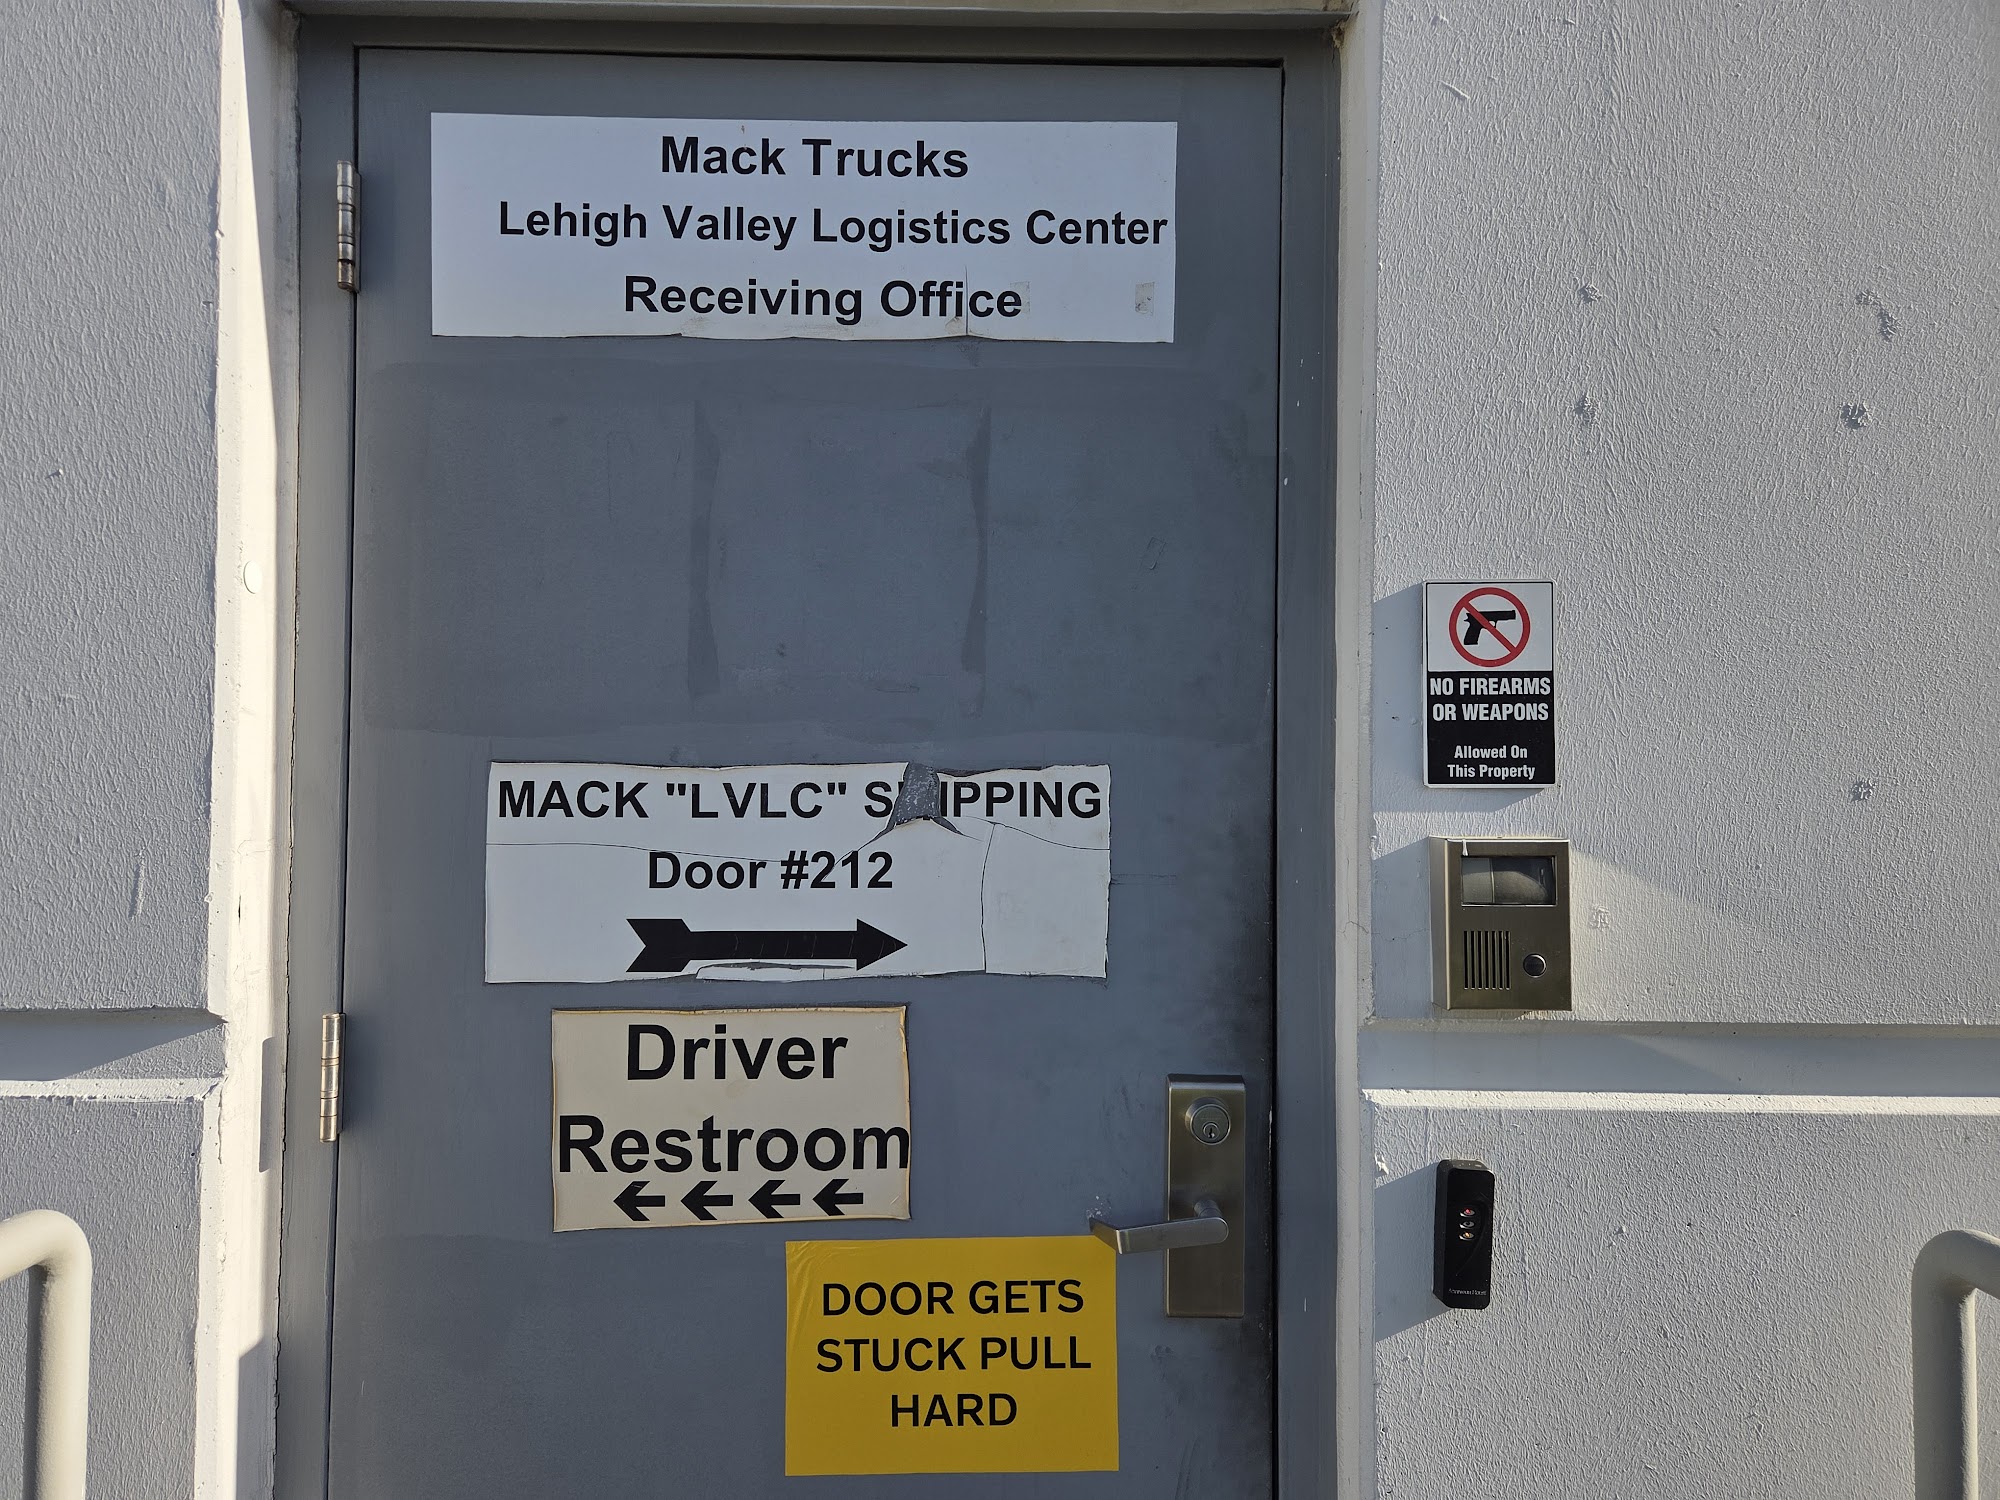 Mack Trucks
Lehigh Valley Logistics Center
Receiving Office
MACK "LVLC" SHIPPING
Door #212
Driver
Restroom
DOOR GETS
STUCK PULL
HARD
NO FIREARMS
OR WEAPONS
Allowed On
This Property